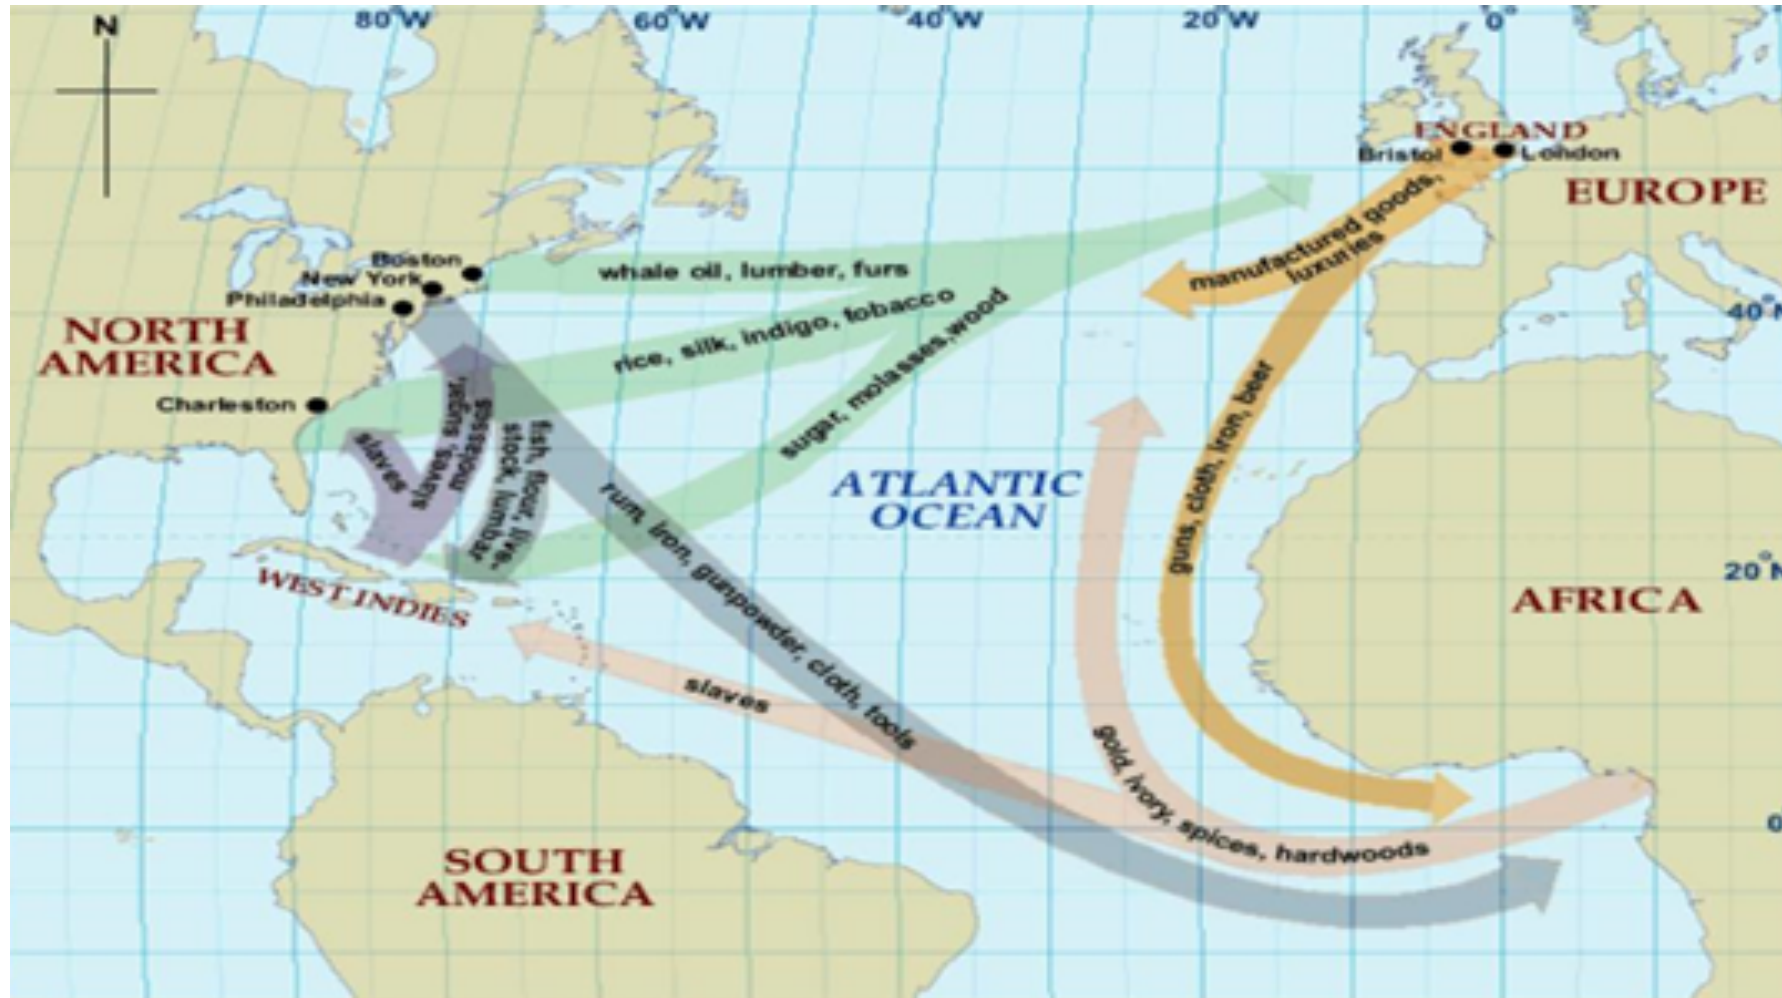 N
80°W
60°W
40°W
20°W
0°
ENGLAND
Bristol
London
EUROPE
manufactured goods,
luxuries
Boston
New York
Philadelphia
whale oil, lumber, furs
rice, silk, indigo, tobacco
sugar, molasses,wood
40°N
NORTH
AMERICA
Charleston
slaves
slaves, sugar,
molasses
fish, flour, live-
stock, lumbar
rum, iron, gunpowder, cloth, tools
guns, cloth, iron, beer
ATLANTIC
OCEAN
20°N
WEST INDIES
AFRICA
slaves
gold, ivory, spices, hardwoods
0
SOUTH
AMERICA